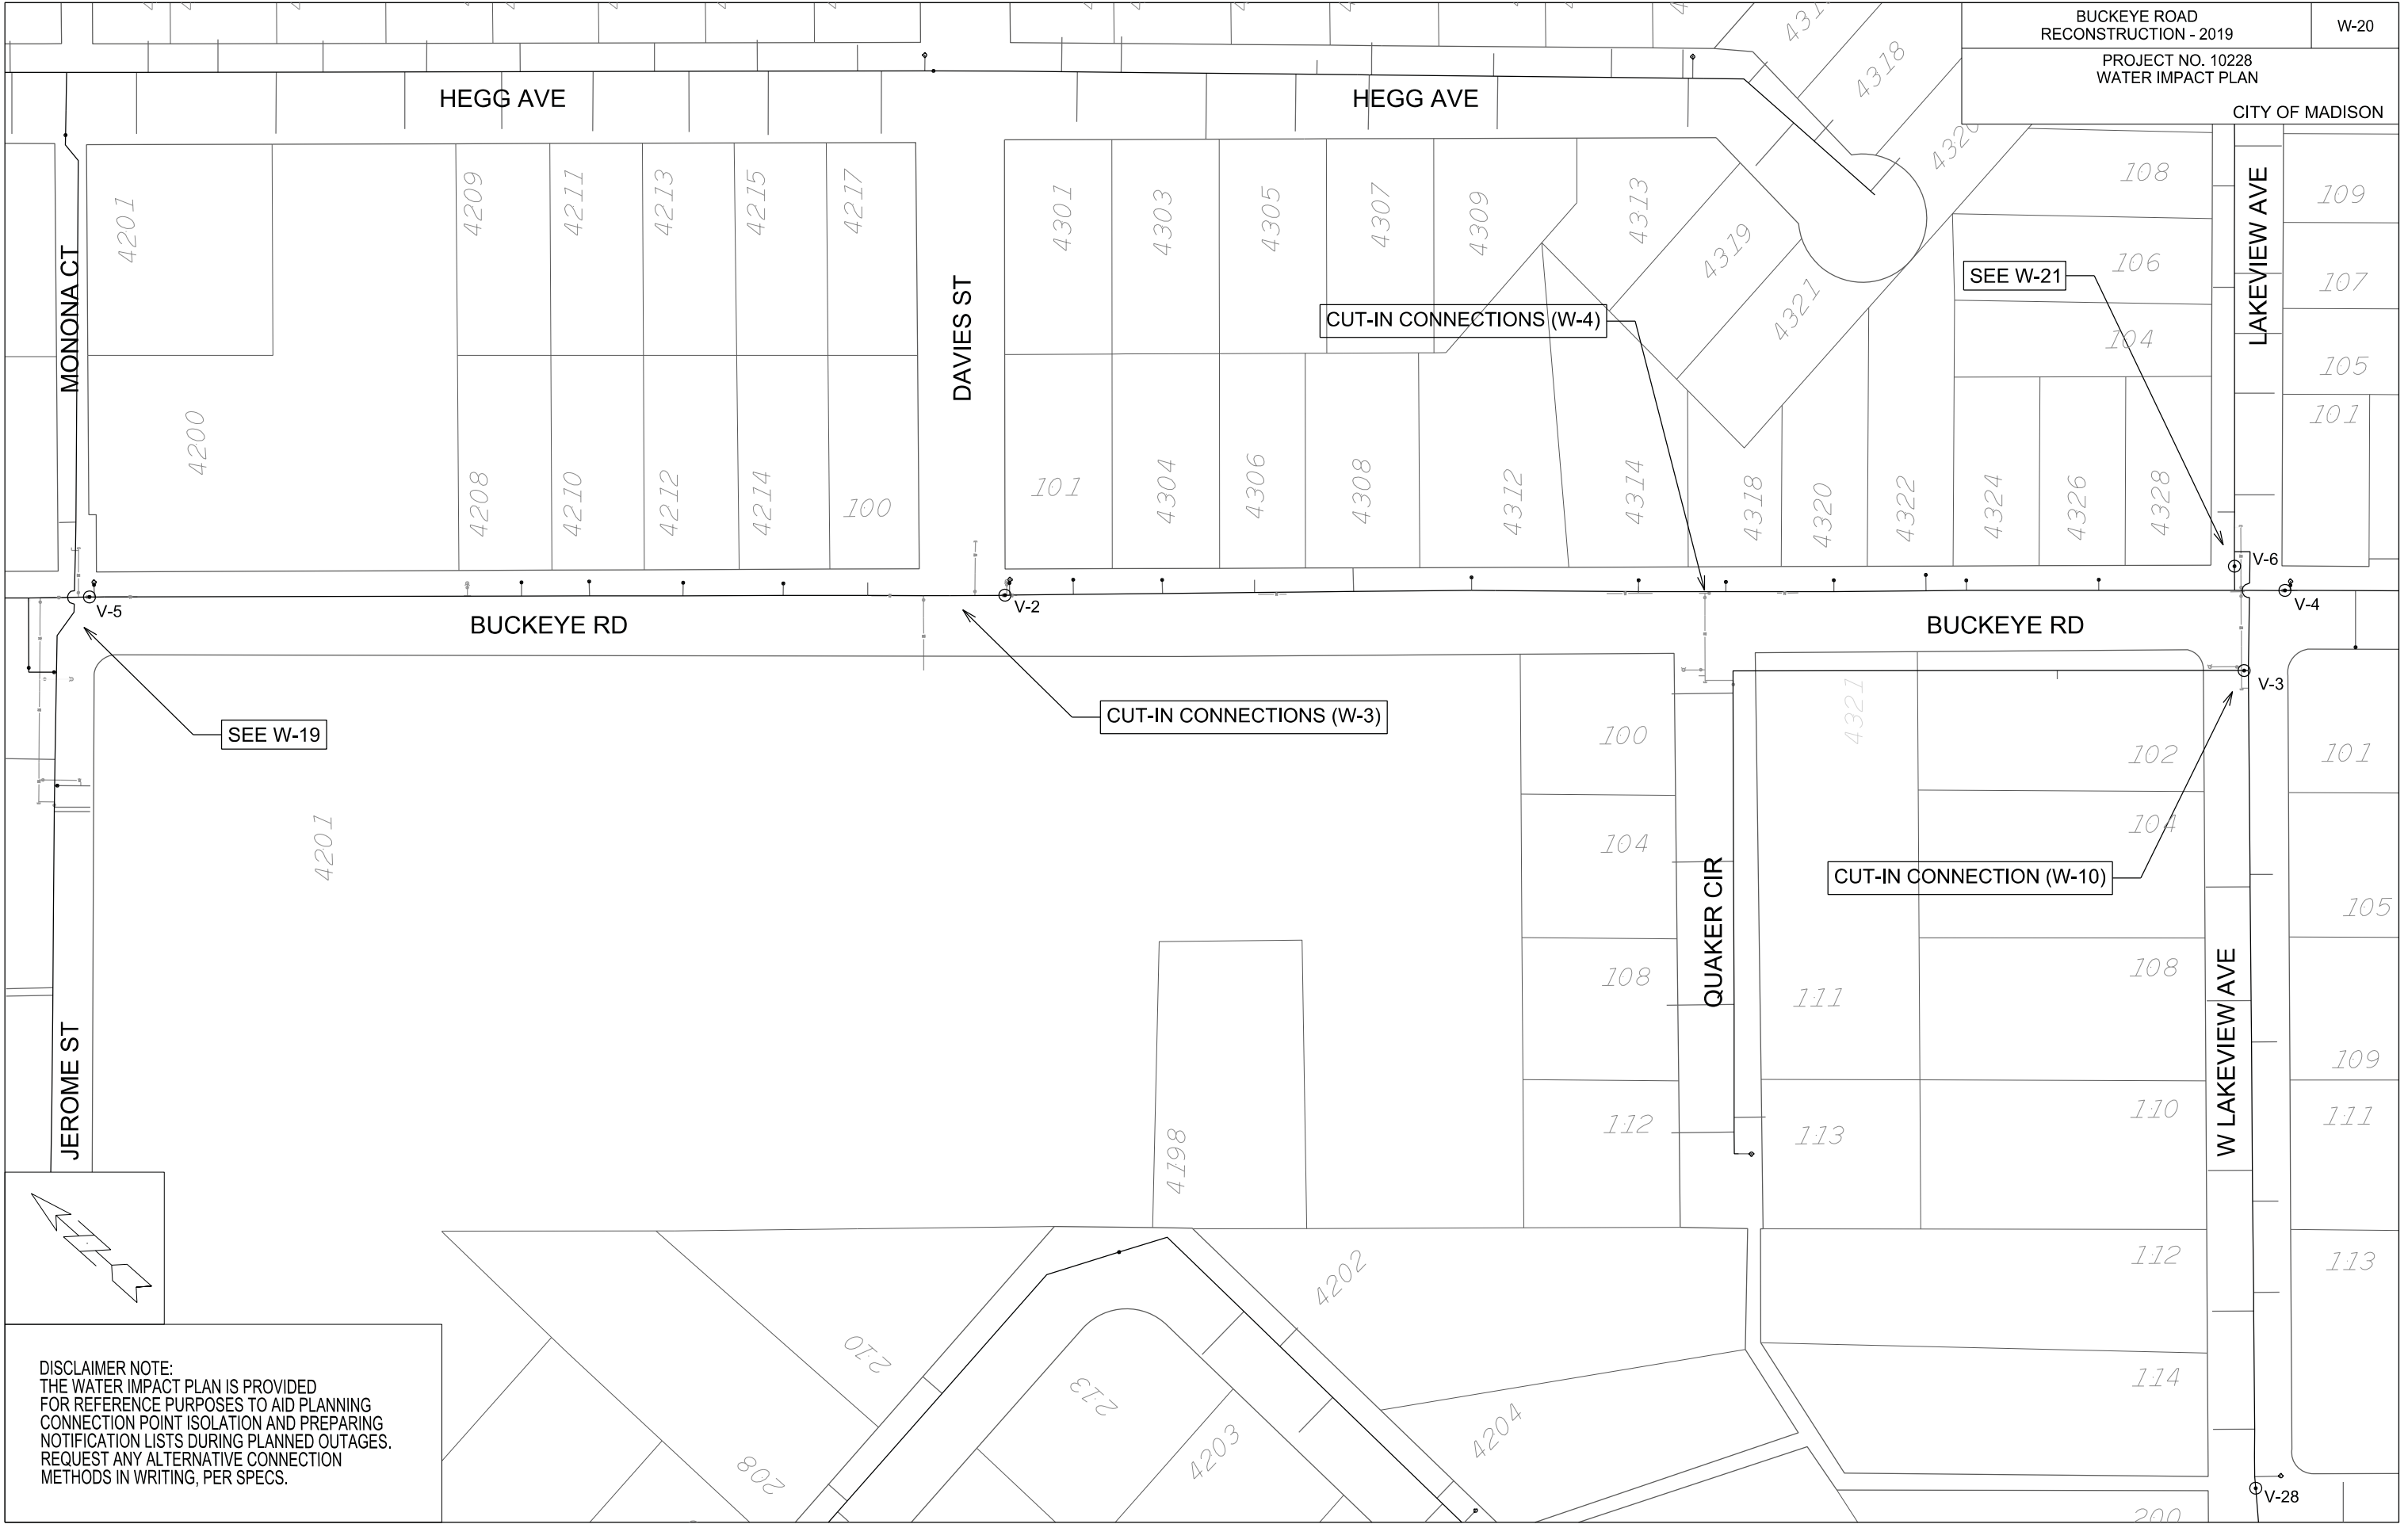 BUCKEYE ROAD
RECONSTRUCTION - 2019
W-20
PROJECT NO. 10228
WATER IMPACT PLAN
CITY OF MADISON
4318
4320
HEGG AVE
HEGG AVE
108
109
4201
4209
4211
4213
4215
4217
4301
4303
4305
4307
4309
4313
4319
4321
106
107
104
105
101
MONONA CT
DAVIES ST
LAKEVIEW AVE
SEE W-21
CUT-IN CONNECTIONS (W-4)
4200
4208
4210
4212
4214
100
101
4304
4306
4308
4312
4314
4318
4320
4322
4324
4326
4328
V-6
V-5
V-2
V-4
BUCKEYE RD
BUCKEYE RD
V-3
CUT-IN CONNECTIONS (W-3)
SEE W-19
4321
100
102
101
104
104
CUT-IN CONNECTION (W-10)
105
4201
QUAKER CIR
108
108
111
109
JEROME ST
W LAKEVIEW AVE
4198
112
113
110
111
4202
112
113
210
213
114
4203
4204
208
V-28
200
DISCLAIMER NOTE:
THE WATER IMPACT PLAN IS PROVIDED
FOR REFERENCE PURPOSES TO AID PLANNING
CONNECTION POINT ISOLATION AND PREPARING
NOTIFICATION LISTS DURING PLANNED OUTAGES.
REQUEST ANY ALTERNATIVE CONNECTION
METHODS IN WRITING, PER SPECS.